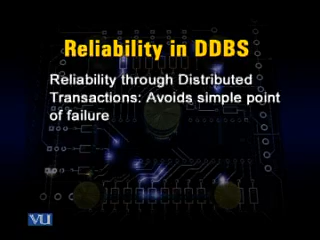 Reliability in DDBS
Reliability through Distributed
Transactions: Avoids simple point
of failure
VU